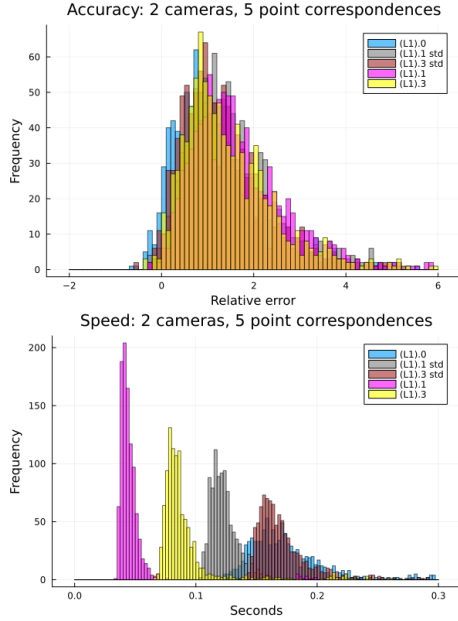 Accuracy: 2 cameras, 5 point correspondences
Frequency
60
50
40
30
20
10
0
(L1).0
(L1).1 std
(L1).3 std
(L1).1
(L1).3
−2 0 2 4 6
Relative error
Speed: 2 cameras, 5 point correspondences
Frequency
200
150
100
50
0
(L1).0
(L1).1 std
(L1).3 std
(L1).1
(L1).3
0.0 0.1 0.2 0.3
Seconds